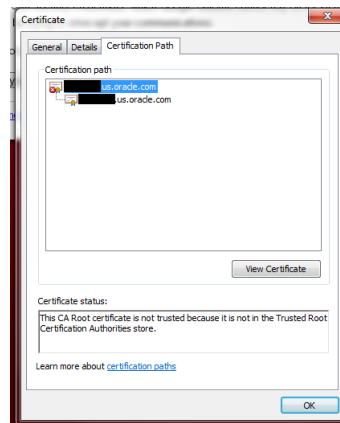 Certificate
General Details Certification Path
Certification path
us.oracle.com
.us.oracle.com
View Certificate
Certificate status:
This CA Root certificate is not trusted because it is not in the Trusted Root
Certification Authorities store.
Learn more about certification paths
OK